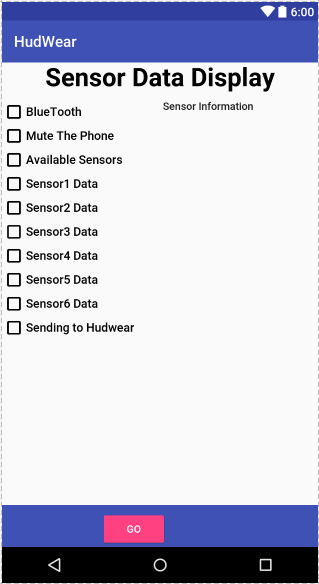 6:00
HudWear
Sensor Data Display
BlueTooth
Sensor Information
Mute The Phone
Available Sensors
Sensor1 Data
Sensor2 Data
Sensor3 Data
Sensor4 Data
Sensor5 Data
Sensor6 Data
Sending to Hudwear
GO